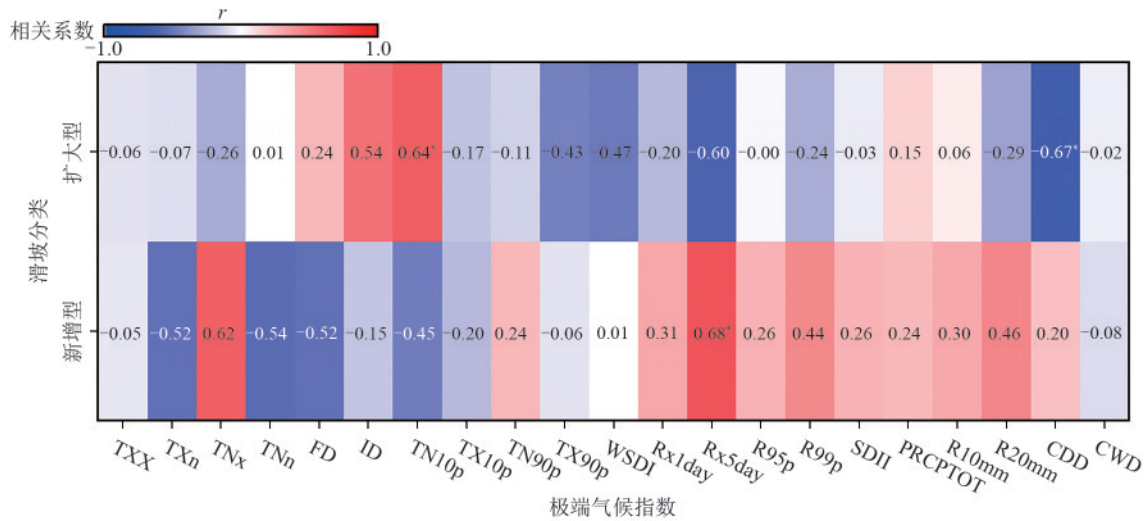 r
相关系数
−1.0 1.0
扩大型 −0.06 −0.07 −0.26 0.01 0.24 0.54 0.64* −0.17 −0.11 −0.43 −0.47 −0.20 −0.60 −0.00 −0.24 −0.03 0.15 0.06 −0.29 −0.67* −0.02
滑坡分类
新增型 −0.05 −0.52 0.62 −0.54 −0.52 −0.15 −0.45 −0.20 0.24 −0.06 0.01 0.31 0.68* 0.26 0.44 0.26 0.24 0.30 0.46 0.20 −0.08
TXX TXn TNx TNn FD ID TN10p TX10p TN90p TX90p WSDI Rx1day Rx5day R95p R99p SDII PRCPTOT R10mm R20mm CDD CWD
极端气候指数